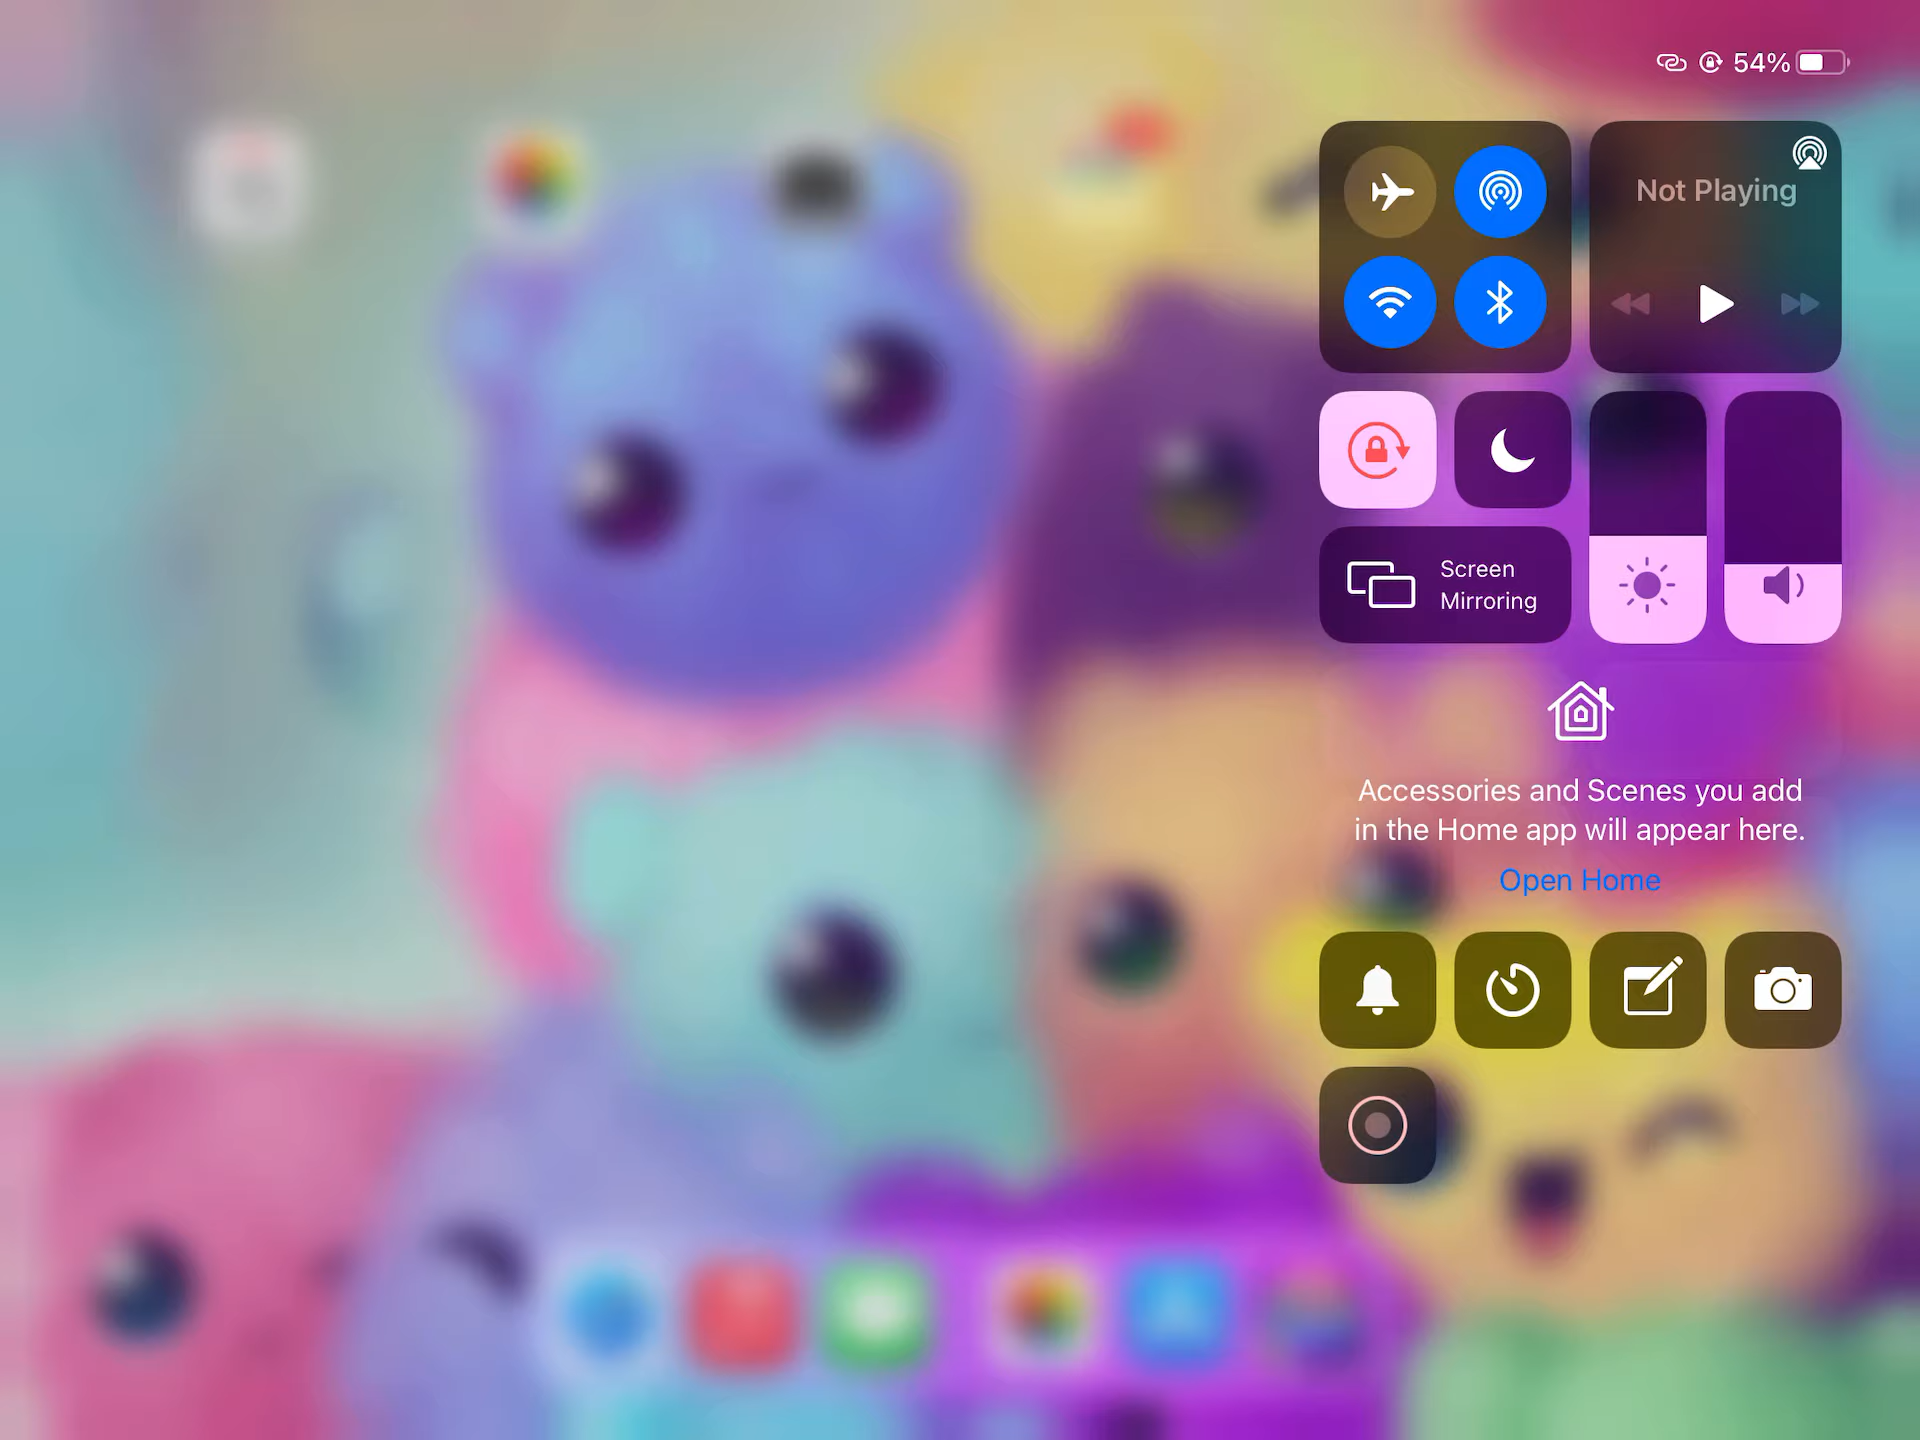 54%
Not Playing
Screen
Mirroring
Accessories and Scenes you add
in the Home app will appear here.
Open Home